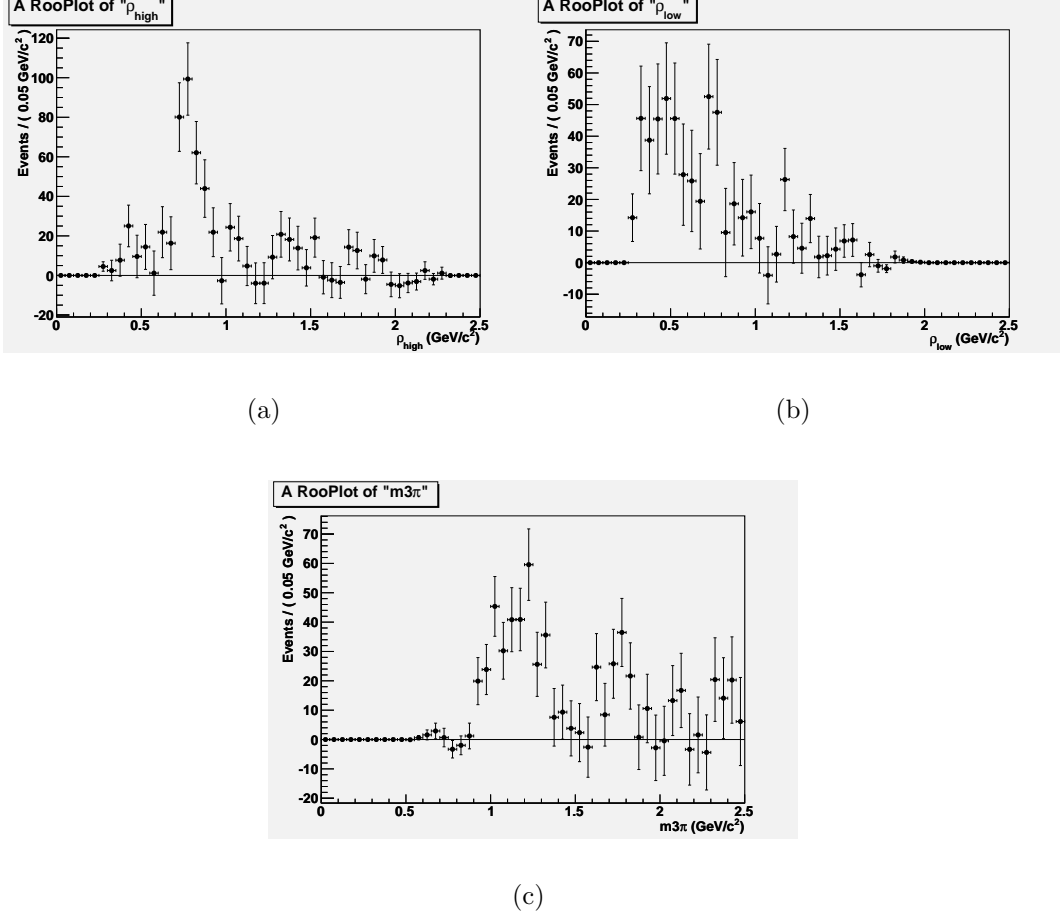 A RooPlot of "ρ_high"
Events / ( 0.05 GeV/c² )
120
100
80
60
40
20
0
-20
0 0.5 1 1.5 2 2.5
ρ_high (GeV/c²)
(a)
A RooPlot of "ρ_low"
Events / ( 0.05 GeV/c² )
70
60
50
40
30
20
10
0
-10
0 0.5 1 1.5 2 2.5
ρ_low (GeV/c²)
(b)
A RooPlot of "m3π"
Events / ( 0.05 GeV/c² )
70
60
50
40
30
20
10
0
-10
-20
0 0.5 1 1.5 2 2.5
m3π (GeV/c²)
(c)